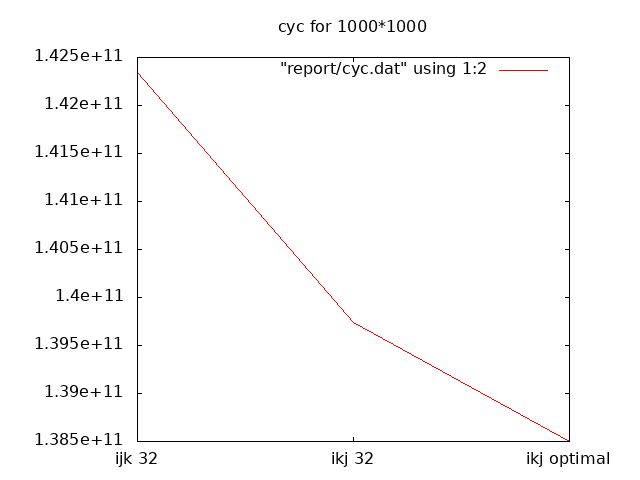 cyc for 1000*1000
"report/cyc.dat" using 1:2
1.425e+11
1.42e+11
1.415e+11
1.41e+11
1.405e+11
1.4e+11
1.395e+11
1.39e+11
1.385e+11
ijk 32
ikj 32
ikj optimal